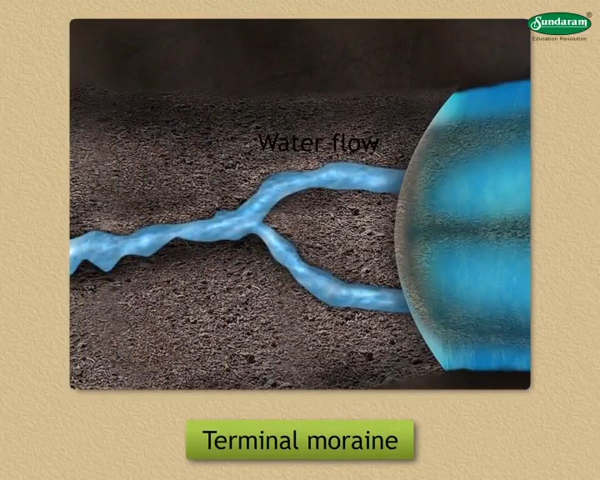 Sundaram®
Education Revolution
Water flow
Terminal moraine